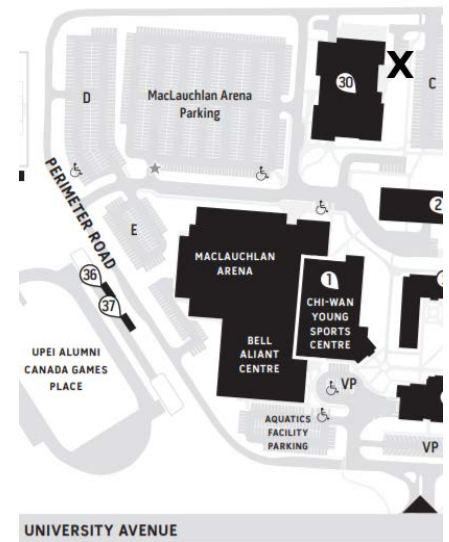 30
X
C
D
MacLauchlan Arena
Parking
PERIMETER ROAD
E
2
MACLAUCHLAN
ARENA
1
CHI-WAN
YOUNG
SPORTS
CENTRE
36
37
BELL
ALIANT
CENTRE
UPEI ALUMNI
CANADA GAMES
PLACE
VP
AQUATICS
FACILITY
PARKING
VP
UNIVERSITY AVENUE